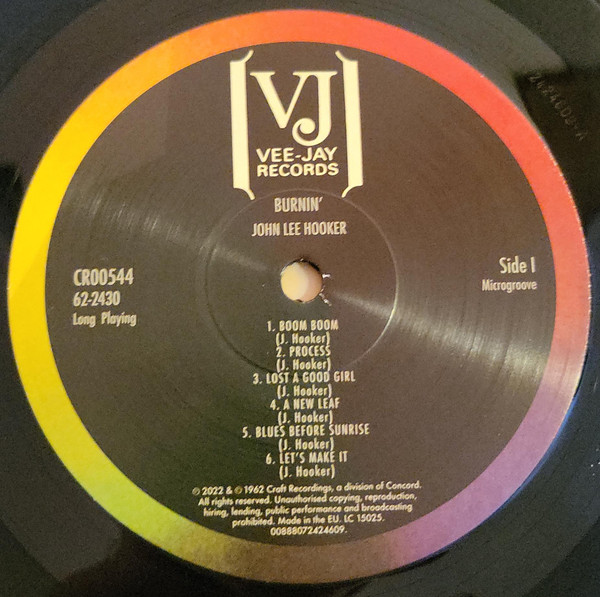 VJ
VEE-JAY
RECORDS
BURNIN'
JOHN LEE HOOKER
CR00544
62-2430
Long Playing
Side I
Microgroove
1. BOOM BOOM
(J. Hooker)
2. PROCESS
(J. Hooker)
3. LOST A GOOD GIRL
(J. Hooker)
4. A NEW LEAF
(J. Hooker)
5. BLUES BEFORE SUNRISE
(J. Hooker)
6. LET'S MAKE IT
(J. Hooker)
℗ 2022 & © 1962 Craft Recordings, a division of Concord.
All rights reserved. Unauthorised copying, reproduction,
hiring, lending, public performance and broadcasting
prohibited. Made in the EU. LC 15025.
00888072424609.